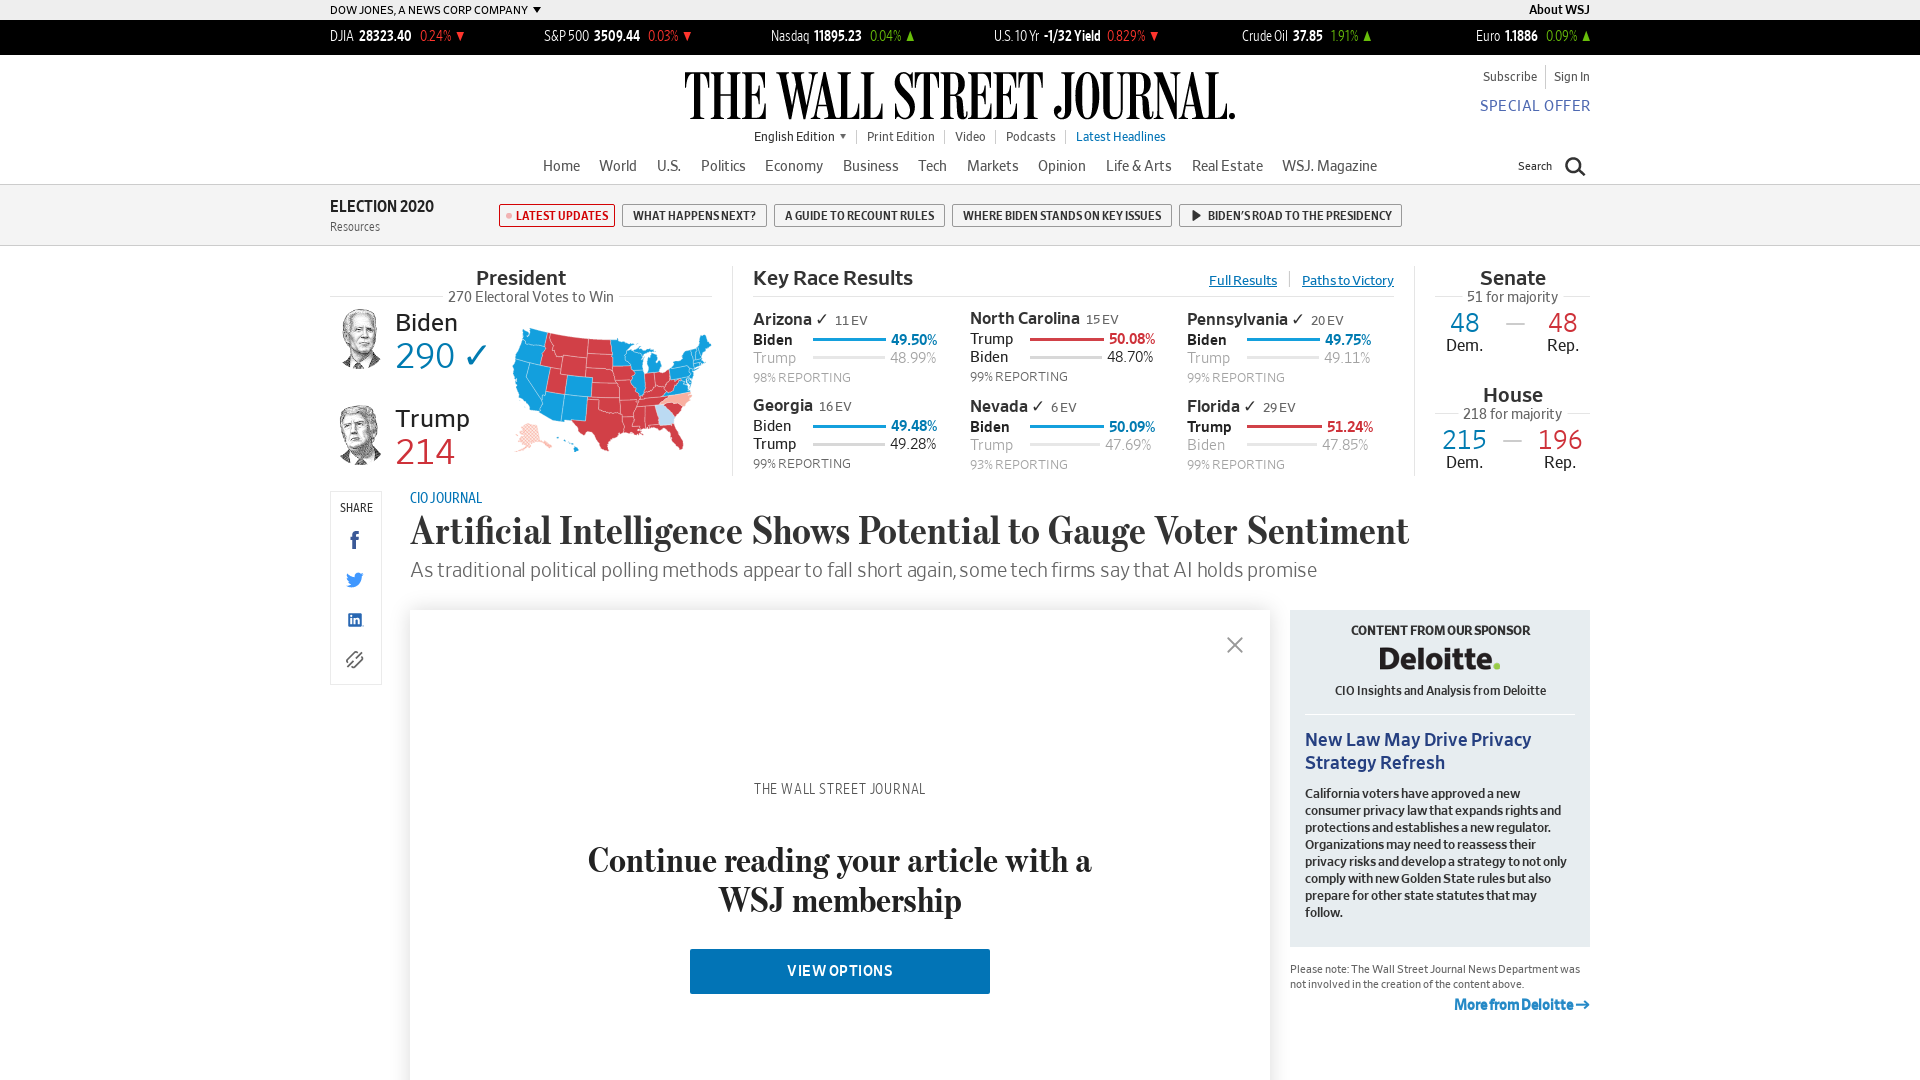 DOW JONES, A NEWS CORP COMPANY
About WSJ
DJIA 28323.40 0.24%
S&P 500 3509.44 0.03%
Nasdaq 11895.23 0.04%
U.S. 10 Yr -1/32 Yield 0.829%
Crude Oil 37.85 1.91%
Euro 1.1886 0.09%
THE WALL STREET JOURNAL.
Subscribe
Sign In
SPECIAL OFFER
English Edition
Print Edition
Video
Podcasts
Latest Headlines
Home
World
U.S.
Politics
Economy
Business
Tech
Markets
Opinion
Life & Arts
Real Estate
WSJ. Magazine
Search
ELECTION 2020
Resources
LATEST UPDATES
WHAT HAPPENS NEXT?
A GUIDE TO RECOUNT RULES
WHERE BIDEN STANDS ON KEY ISSUES
BIDEN'S ROAD TO THE PRESIDENCY
President
270 Electoral Votes to Win
Biden
290 ✓
Trump
214
Key Race Results
Full Results
Paths to Victory
Arizona ✓ 11 EV
Biden 49.50%
Trump 48.99%
98% REPORTING
North Carolina 15 EV
Trump 50.08%
Biden 48.70%
99% REPORTING
Pennsylvania ✓ 20 EV
Biden 49.75%
Trump 49.11%
99% REPORTING
Georgia 16 EV
Biden 49.48%
Trump 49.28%
99% REPORTING
Nevada ✓ 6 EV
Biden 50.09%
Trump 47.69%
93% REPORTING
Florida ✓ 29 EV
Trump 51.24%
Biden 47.85%
99% REPORTING
Senate
51 for majority
48 — 48
Dem. Rep.
House
218 for majority
215 — 196
Dem. Rep.
SHARE
CIO JOURNAL
Artificial Intelligence Shows Potential to Gauge Voter Sentiment
As traditional political polling methods appear to fall short again, some tech firms say that AI holds promise
THE WALL STREET JOURNAL
Continue reading your article with a
WSJ membership
VIEW OPTIONS
CONTENT FROM OUR SPONSOR
Deloitte.
CIO Insights and Analysis from Deloitte
New Law May Drive Privacy
Strategy Refresh
California voters have approved a new
consumer privacy law that expands rights and
protections and establishes a new regulator.
Organizations may need to reassess their
privacy risks and develop a strategy to not only
comply with new Golden State rules but also
prepare for other state statutes that may
follow.
Please note: The Wall Street Journal News Department was
not involved in the creation of the content above.
More from Deloitte →